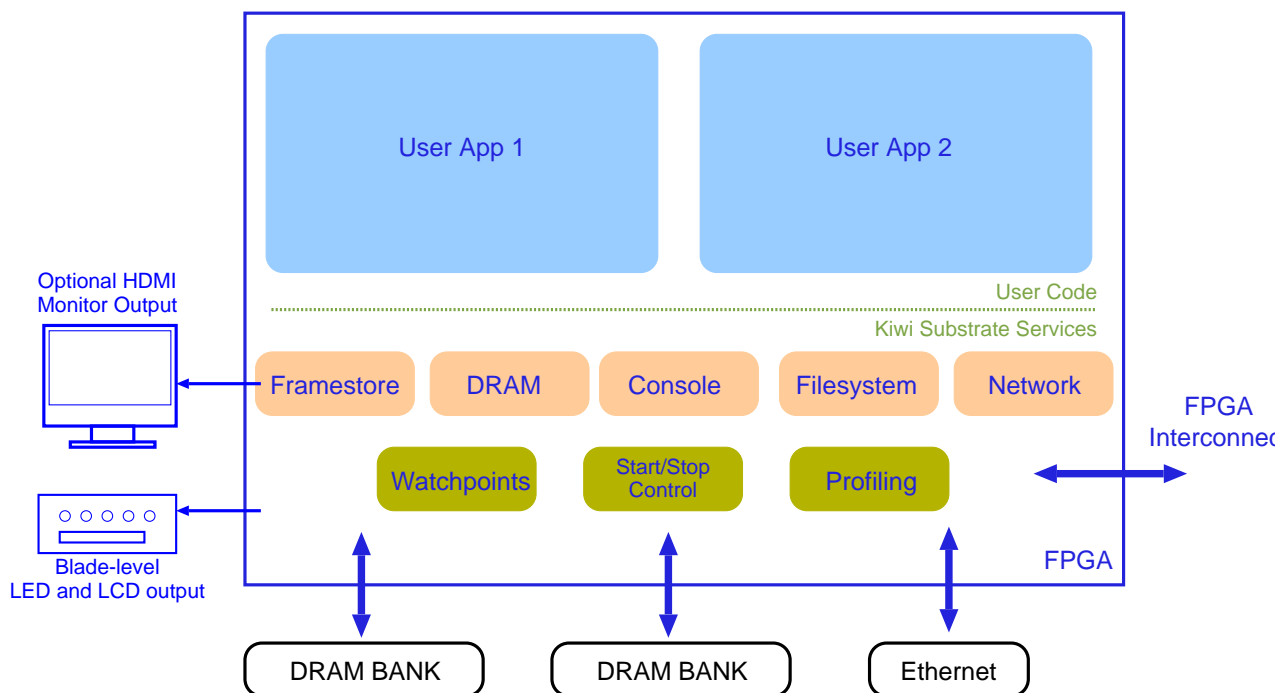 User App 1
User App 2
Optional HDMI
Monitor Output
User Code
Kiwi Substrate Services
Framestore
DRAM
Console
Filesystem
Network
FPGA
Interconnec
Watchpoints
Start/Stop
Control
Profiling
Blade-level
LED and LCD output
FPGA
DRAM BANK
DRAM BANK
Ethernet